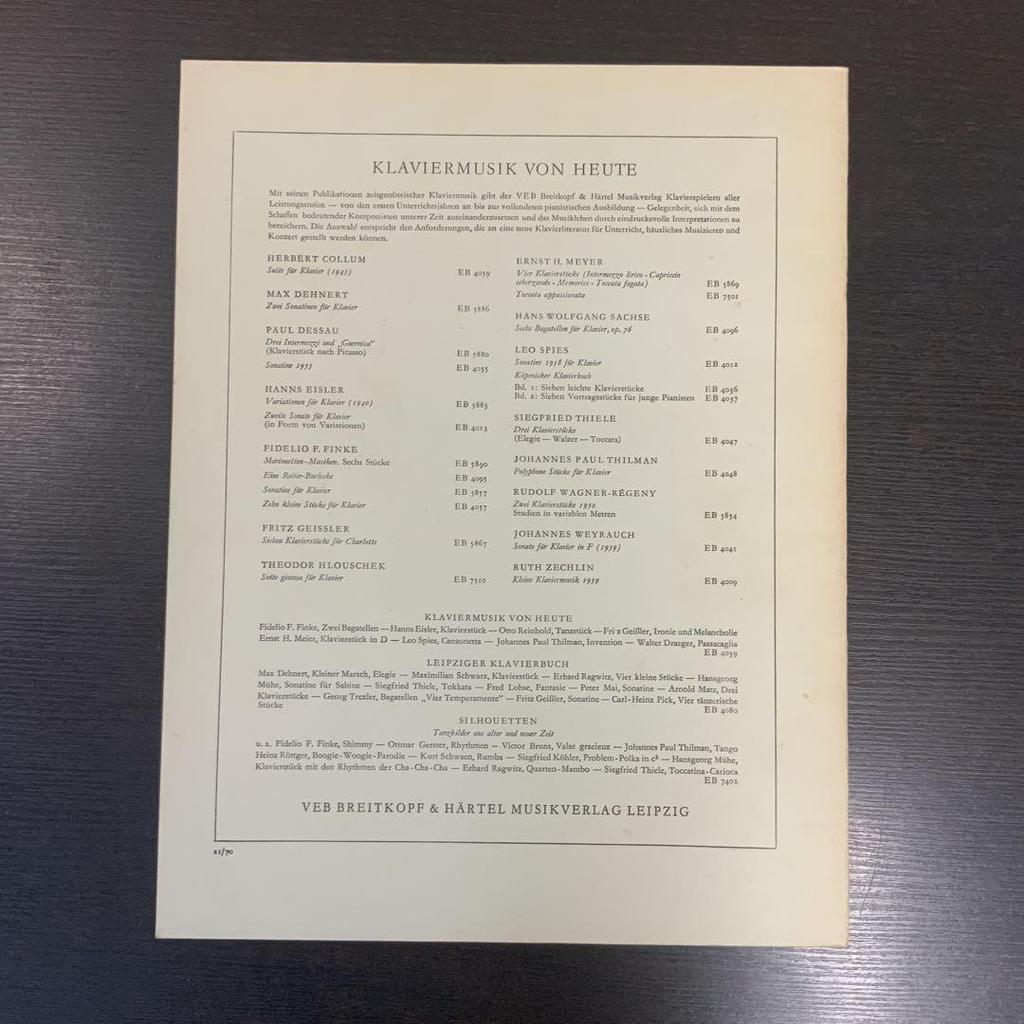 KLAVIERMUSIK VON HEUTE
Mit seinen Publikationen zeitgenössischer Klaviermusik gibt der VEB Breitkopf & Härtel Musikverlag Klavierspielern aller
Leistungsstufen — von den ersten Unterrichtsjahren an bis zur vollendeten pianistischen Ausbildung — Gelegenheit, sich mit dem
Schaffen bedeutender Komponisten unserer Zeit auseinanderzusetzen und das Musikleben durch eindrucksvolle Interpretationen zu
bereichern. Die Auswahl entspricht den Anforderungen, die an eine neue Klavierliteratur für Unterricht, häusliches Musizieren und
Konzert gestellt werden können.
HERBERT COLLUM
Suite für Klavier (1945) EB 4059
MAX DEHNERT
Zwei Sonatinen für Klavier EB 5886
PAUL DESSAU
Drei Intermezzi und „Guernica"
(Klavierstück nach Picasso) EB 5880
Sonatine 1955 EB 4035
HANNS EISLER
Variationen für Klavier (1940) EB 5885
Zweite Sonate für Klavier
(in Form von Variationen) EB 4013
FIDELIO F. FINKE
Marionetten-Musiken. Sechs Stücke EB 5890
Eine Reiter-Burleske EB 4095
Sonatine für Klavier EB 5857
Zehn kleine Stücke für Klavier EB 4057
FRITZ GEISSLER
Sieben Klavierstücke für Charlotte EB 5867
THEODOR HLOUSCHEK
Suite giocosa für Klavier EB 7510
ERNST H. MEYER
Vier Klavierstücke (Intermezzo lirico - Capriccio
scherzando - Memories - Toccata fugata) EB 5869
Toccata appassionata EB 7501
HANS WOLFGANG SACHSE
Sechs Bagatellen für Klavier, op. 76 EB 4096
LEO SPIES
Sonatine 1958 für Klavier EB 4012
Köpenicker Klavierbuch
Bd. 1: Sieben leichte Klavierstücke EB 4036
Bd. 2: Sieben Vortragsstücke für junge Pianisten EB 4037
SIEGFRIED THIELE
Drei Klavierstücke
(Elegie — Walzer — Toccata) EB 4047
JOHANNES PAUL THILMAN
Polyphone Stücke für Klavier EB 4048
RUDOLF WAGNER-RÉGENY
Zwei Klavierstücke 1950
Studien in variablen Metren EB 5854
JOHANNES WEYRAUCH
Sonate für Klavier in F (1959) EB 4041
RUTH ZECHLIN
Kleine Klaviermusik 1959 EB 4009
KLAVIERMUSIK VON HEUTE
Fidelio F. Finke, Zwei Bagatellen — Hanns Eisler, Klavierstück — Otto Reinhold, Tanzstück — Fri z Geißler, Ironie und Melancholie
Ernst H. Meier, Klavierstück in D — Leo Spies, Canzonetta — Johannes Paul Thilman, Invention — Walter Draeger, Passacaglia
EB 4039
LEIPZIGER KLAVIERBUCH
Max Dehnert, Kleiner Marsch, Elegie — Maximilian Schwarz, Klavierstück — Erhard Ragwitz, Vier kleine Stücke — Hansgeorg
Mühe, Sonatine für Sabine — Siegfried Thiele, Tokkata — Fred Lohse, Fantasie — Peter Mai, Sonatine — Arnold Matz, Drei
Klavierstücke — Georg Trexler, Bagatellen „Vier Temperamente" — Fritz Geißler, Sonatine — Carl-Heinz Pick, Vier tänzerische
Stücke EB 4080
SILHOUETTEN
Tanzbilder aus alter und neuer Zeit
u. a. Fidelio F. Finke, Shimmy — Ottmar Gerster, Rhythmen — Victor Bruns, Valse gracieux — Johannes Paul Thilman, Tango
Heinz Röttger, Boogie-Woogie-Parodie — Kurt Schwaen, Rumba — Siegfried Köhler, Problem-Polka in c⁸ — Hansgeorg Mühe,
Klavierstück mit den Rhythmen der Cha-Cha-Cha — Erhard Ragwitz, Quarten-Mambo — Siegfried Thiele, Toccatina-Carioca
EB 7401
VEB BREITKOPF & HÄRTEL MUSIKVERLAG LEIPZIG
21/70